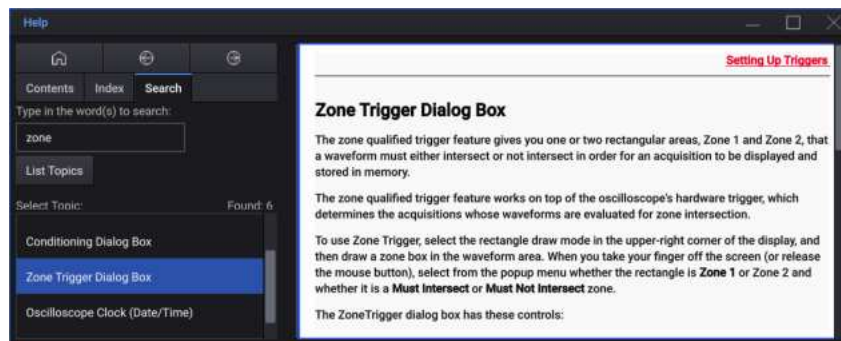 Help
Contents Index Search
Type in the word(s) to search:
zone
List Topics
Select Topic: Found: 6
Conditioning Dialog Box
Zone Trigger Dialog Box
Oscilloscope Clock (Date/Time)
Setting Up Triggers
Zone Trigger Dialog Box
The zone qualified trigger feature gives you one or two rectangular areas, Zone 1 and Zone 2, that
a waveform must either intersect or not intersect in order for an acquisition to be displayed and
stored in memory.
The zone qualified trigger feature works on top of the oscilloscope's hardware trigger, which
determines the acquisitions whose waveforms are evaluated for zone intersection.
To use Zone Trigger, select the rectangle draw mode in the upper-right corner of the display, and
then draw a zone box in the waveform area. When you take your finger off the screen (or release
the mouse button), select from the popup menu whether the rectangle is Zone 1 or Zone 2 and
whether it is a Must Intersect or Must Not Intersect zone.
The ZoneTrigger dialog box has these controls: